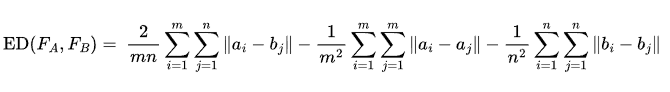 ED(F_A, F_B) = \frac{2}{mn} \sum_{i=1}^{m} \sum_{j=1}^{n} \|a_i - b_j\| - \frac{1}{m^2} \sum_{i=1}^{m} \sum_{j=1}^{m} \|a_i - a_j\| - \frac{1}{n^2} \sum_{i=1}^{n} \sum_{j=1}^{n} \|b_i - b_j\|